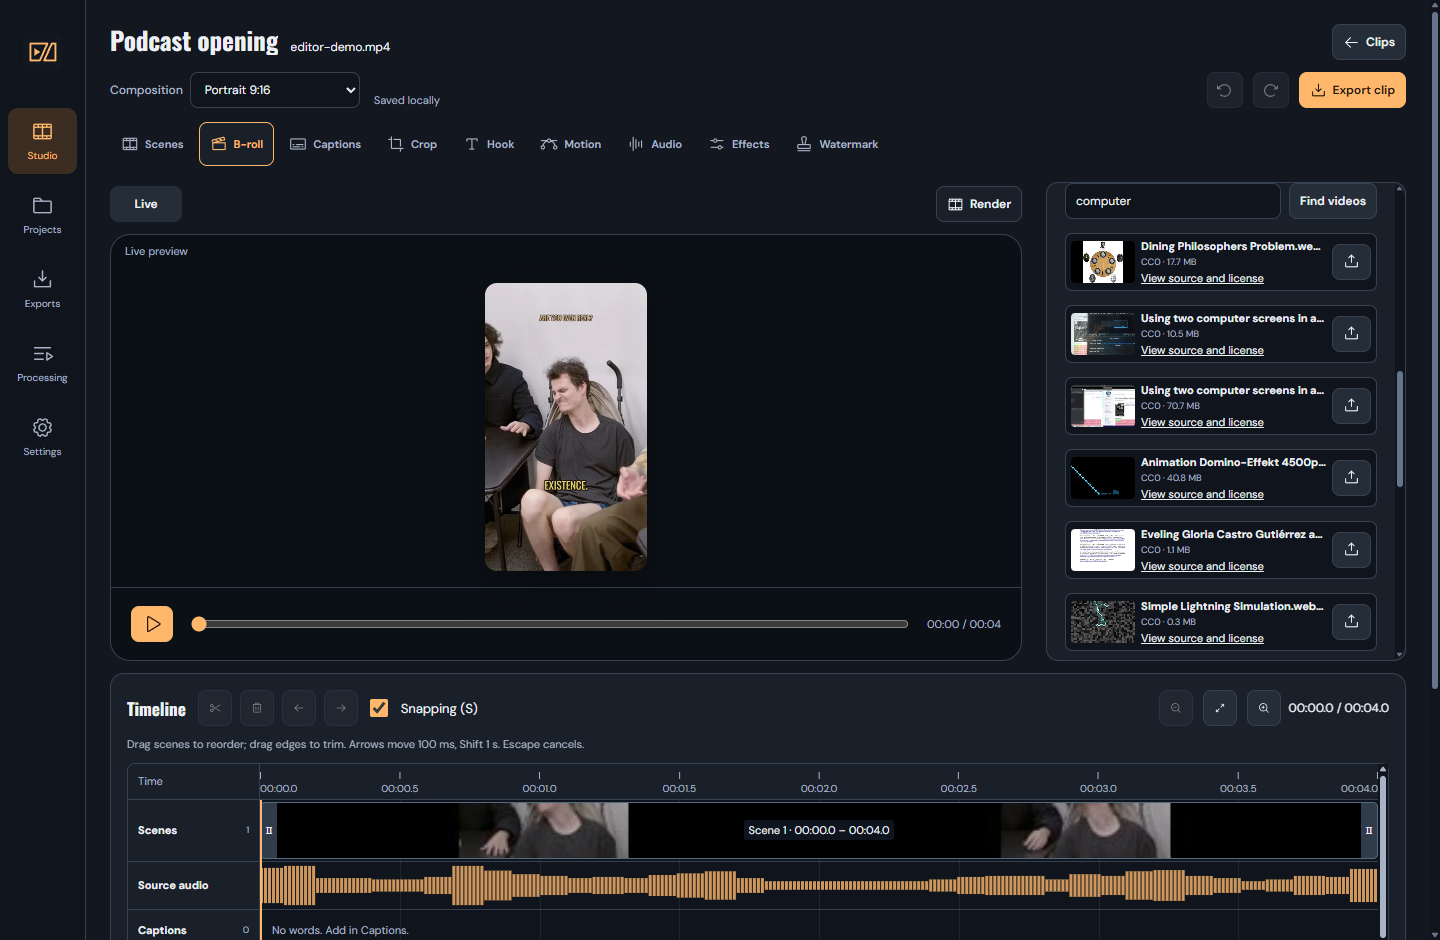 Podcast opening
editor-demo.mp4
Clips
Composition
Portrait 9:16
Saved locally
Export clip
Scenes
B-roll
Captions
Crop
Hook
Motion
Audio
Effects
Watermark
Studio
Projects
Exports
Processing
Settings
Live
Render
Live preview
EXISTENCE.
00:00 / 00:04
computer
Find videos
Dining Philosophers Problem.we...
CC0 · 17.7 MB
View source and license
Using two computer screens in a...
CC0 · 10.5 MB
View source and license
Using two computer screens in a...
CC0 · 70.7 MB
View source and license
Animation Domino-Effekt 4500p...
CC0 · 40.8 MB
View source and license
Eveling Gloria Castro Gutiérrez a...
CC0 · 1.1 MB
View source and license
Simple Lightning Simulation.web...
CC0 · 0.3 MB
View source and license
Timeline
Snapping (S)
00:00.0 / 00:04.0
Drag scenes to reorder; drag edges to trim. Arrows move 100 ms, Shift 1 s. Escape cancels.
Time
00:00.0
00:00.5
00:01.0
00:01.5
00:02.0
00:02.5
00:03.0
00:03.5
00:04.0
Scenes
1
Scene 1 · 00:00.0 – 00:04.0
Source audio
Captions
0
No words. Add in Captions.